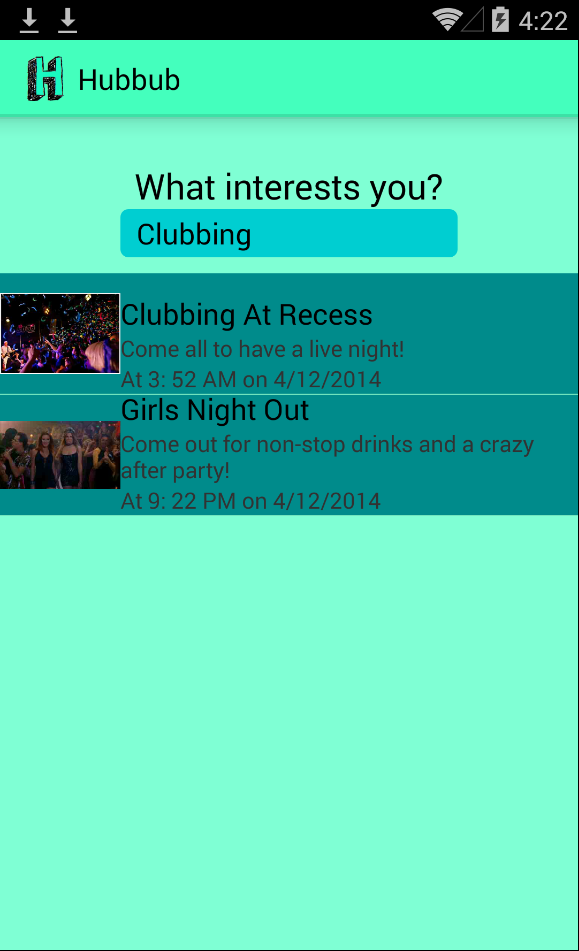 4:22
H Hubbub
What interests you?
Clubbing
Clubbing At Recess
Come all to have a live night!
At 3: 52 AM on 4/12/2014
Girls Night Out
Come out for non-stop drinks and a crazy
after party!
At 9: 22 PM on 4/12/2014